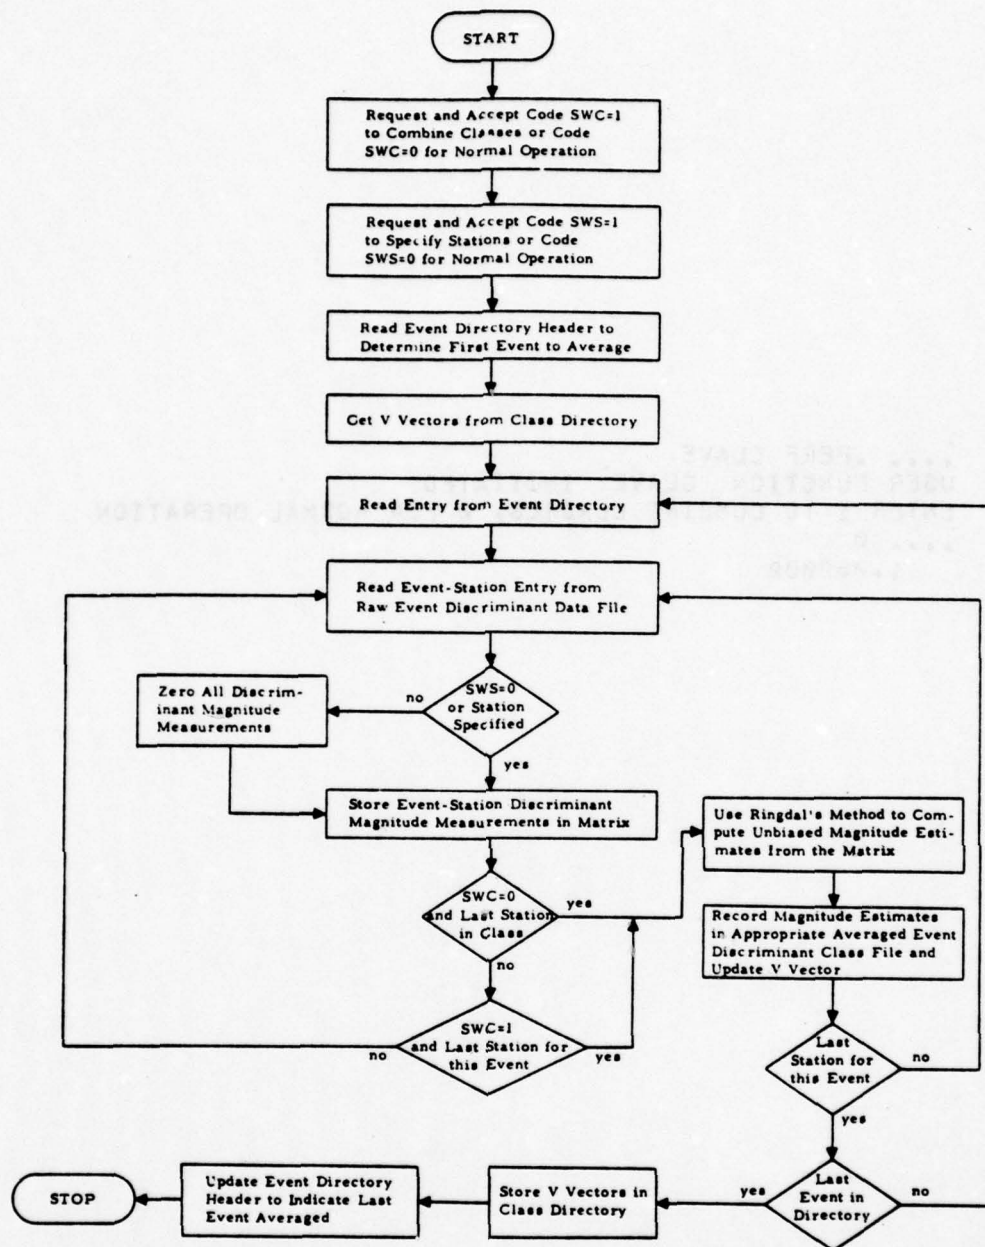 START
Request and Accept Code SWC=1
to Combine Classes or Code
SWC=0 for Normal Operation
Request and Accept Code SWS=1
to Specify Stations or Code
SWS=0 for Normal Operation
Read Event Directory Header to
Determine First Event to Average
Get V Vectors from Class Directory
Read Entry from Event Directory
Read Event-Station Entry from
Raw Event Discriminant Data File
SWS=0
or Station
Specified
no
yes
Zero All Discrim-
inant Magnitude
Measurements
Store Event-Station Discriminant
Magnitude Measurements in Matrix
SWC=0
and Last Station
in Class
yes
no
SWC=1
and Last Station for
this Event
no
yes
Use Ringdal's Method to Com-
pute Unbiased Magnitude Esti-
mates From the Matrix
Record Magnitude Estimates
in Appropriate Averaged Event
Discriminant Class File and
Update V Vector
Last
Station for
this Event
no
yes
Last
Event in
Directory
yes
no
Store V Vectors in
Class Directory
Update Event Directory
Header to Indicate Last
Event Averaged
STOP